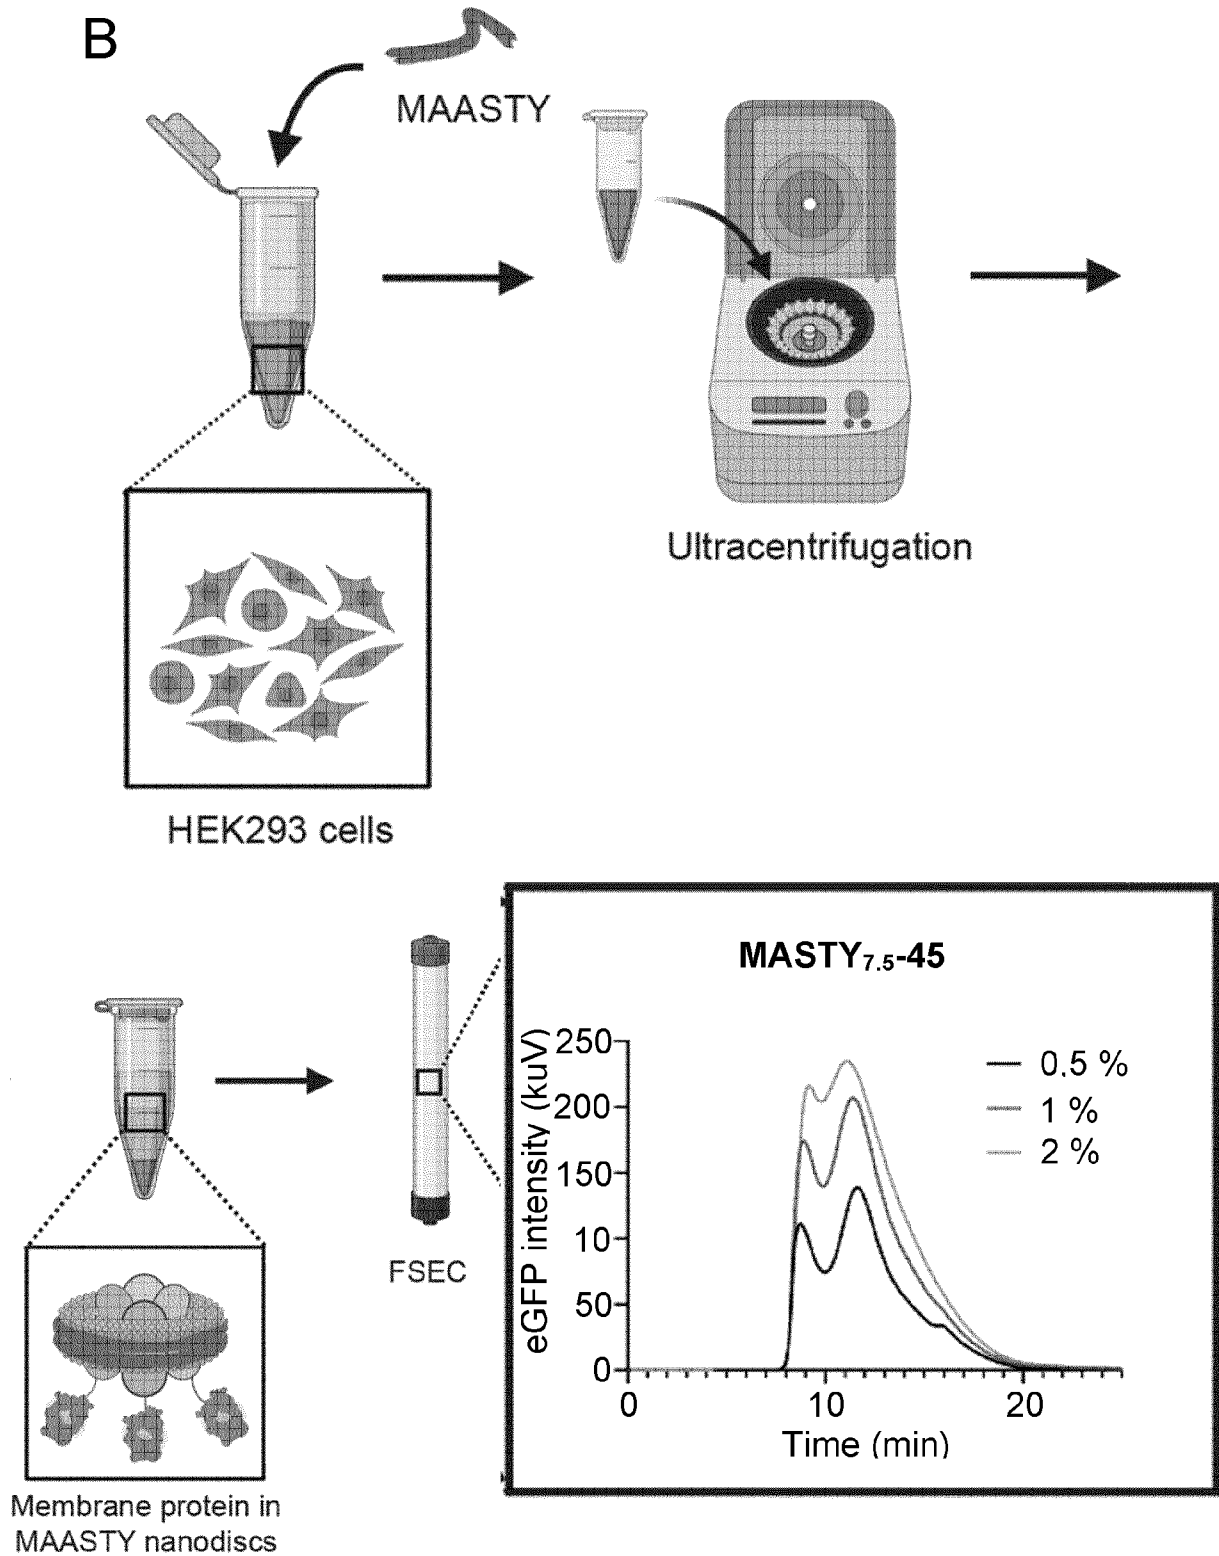 B
MAASTY
Ultracentrifugation
HEK293 cells
MASTY7.5-45
eGFP intensity (kuV)
250
200
150
10
50
0
0.5 %
1 %
2 %
0
10
20
Time (min)
FSEC
Membrane protein in
MAASTY nanodiscs